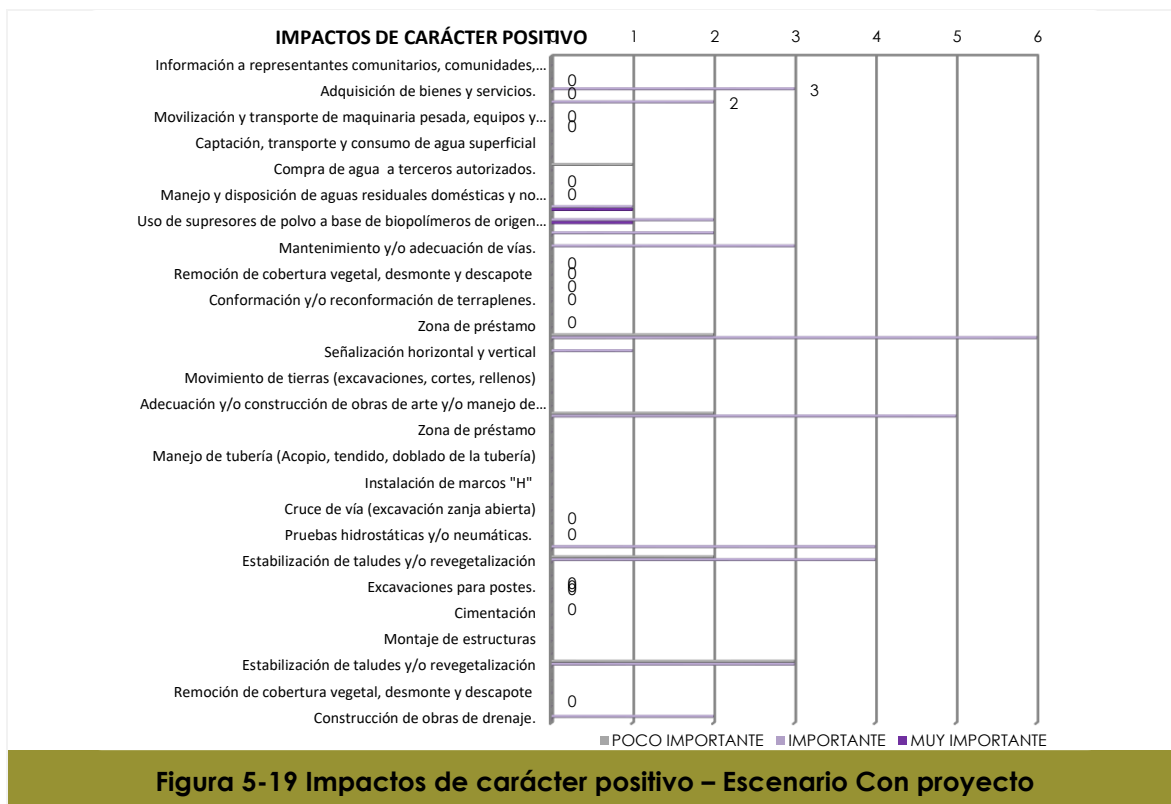 IMPACTOS DE CARÁCTER POSITIVO
1 2 3 4 5 6
Información a representantes comunitarios, comunidades,...
0
Adquisición de bienes y servicios.
3
0
2
Movilización y transporte de maquinaria pesada, equipos y...
0
0
Captación, transporte y consumo de agua superficial
Compra de agua a terceros autorizados.
0
Manejo y disposición de aguas residuales domésticas y no...
0
Uso de supresores de polvo a base de biopolímeros de origen...
Mantenimiento y/o adecuación de vías.
0
Remoción de cobertura vegetal, desmonte y descapote
0
0
Conformación y/o reconformación de terraplenes.
0
Zona de préstamo
0
Señalización horizontal y vertical
Movimiento de tierras (excavaciones, cortes, rellenos)
Adecuación y/o construcción de obras de arte y/o manejo de...
Zona de préstamo
Manejo de tubería (Acopio, tendido, doblado de la tubería)
Instalación de marcos "H"
Cruce de vía (excavación zanja abierta)
0
Pruebas hidrostáticas y/o neumáticas.
0
Estabilización de taludes y/o revegetalización
Excavaciones para postes.
0
0
0
Cimentación
0
Montaje de estructuras
Estabilización de taludes y/o revegetalización
Remoción de cobertura vegetal, desmonte y descapote
0
Construcción de obras de drenaje.
POCO IMPORTANTE IMPORTANTE MUY IMPORTANTE
Figura 5-19 Impactos de carácter positivo – Escenario Con proyecto